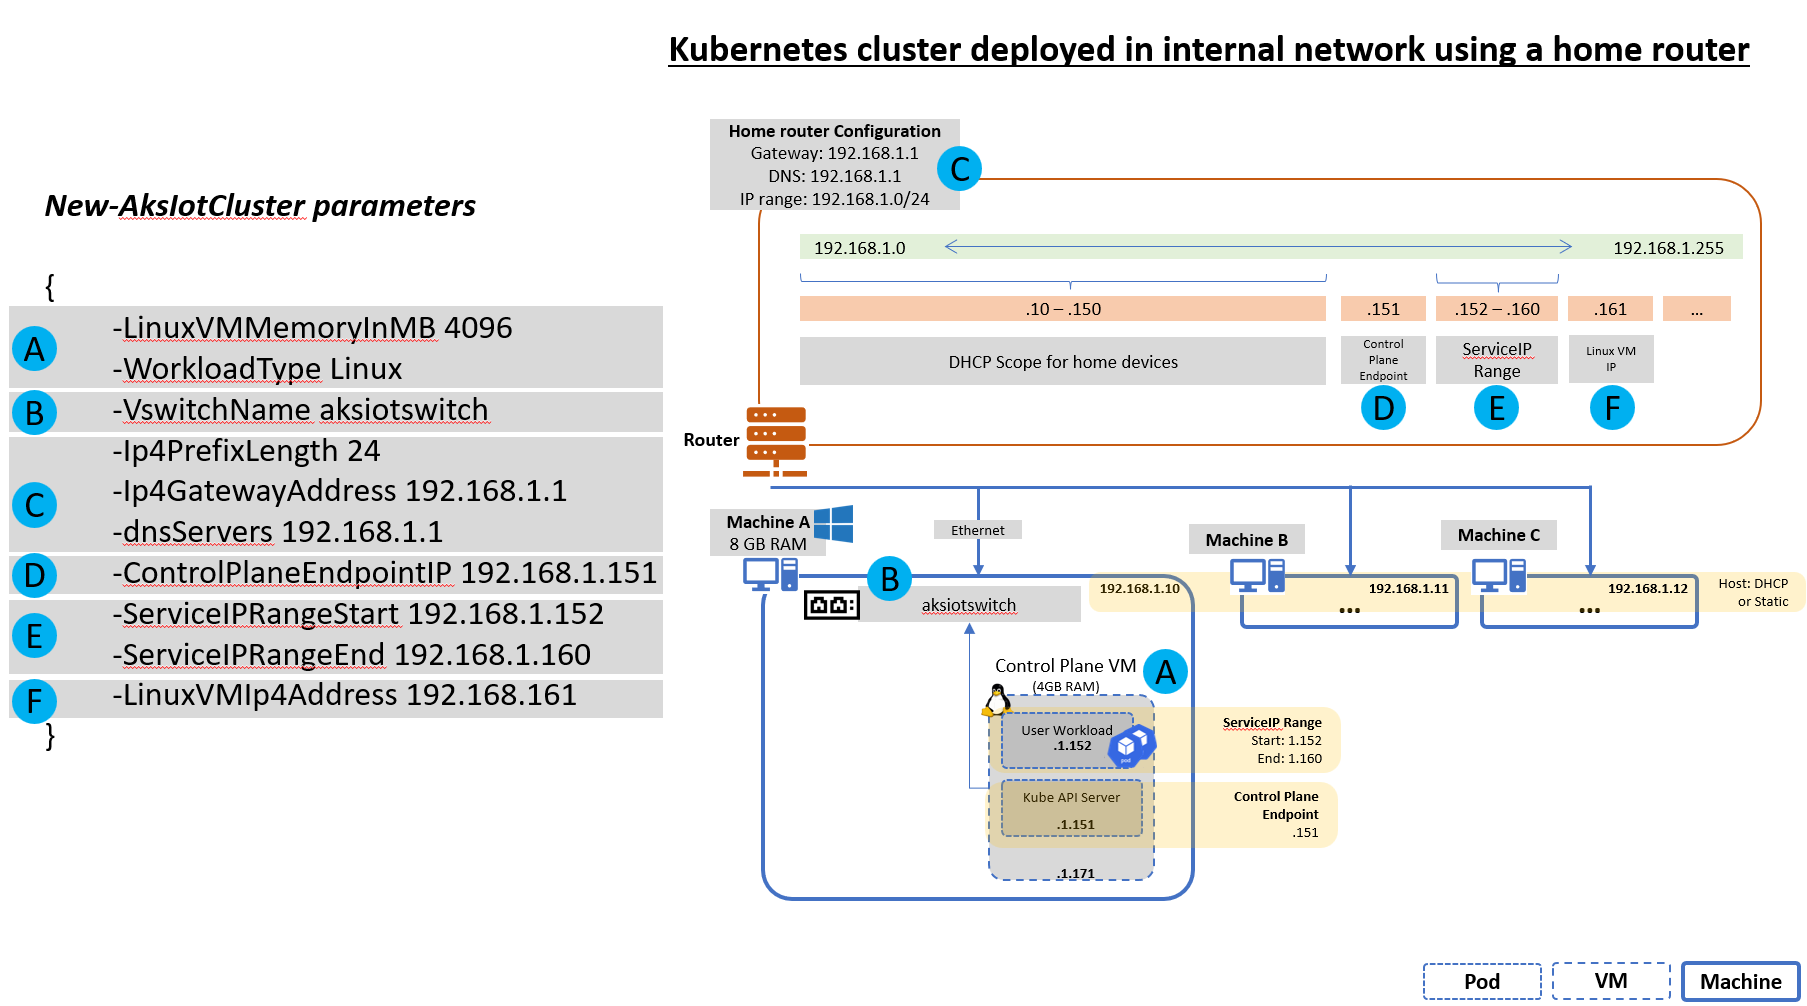 Kubernetes cluster deployed in internal network using a home router
New-AksIotCluster parameters
{
A
-LinuxVMMemoryInMB 4096
-WorkloadType Linux
B
-VswitchName aksiotswitch
C
-Ip4PrefixLength 24
-Ip4GatewayAddress 192.168.1.1
-dnsServers 192.168.1.1
D
-ControlPlaneEndpointIP 192.168.1.151
E
-ServiceIPRangeStart 192.168.1.152
-ServiceIPRangeEnd 192.168.1.160
F
-LinuxVMIp4Address 192.168.161
}
Home router Configuration
Gateway: 192.168.1.1
DNS: 192.168.1.1
IP range: 192.168.1.0/24
C
192.168.1.0
192.168.1.255
.10 – .150
.151
.152 – .160
.161
...
DHCP Scope for home devices
Control
Plane
Endpoint
ServiceIP
Range
Linux VM
IP
D
E
F
Router
Machine A
8 GB RAM
Ethernet
Machine B
Machine C
B
aksiotswitch
192.168.1.10
192.168.1.11
...
192.168.1.12
...
Host: DHCP
or Static
Control Plane VM
(4GB RAM)
A
User Workload
.1.152
pod
ServiceIP Range
Start: 1.152
End: 1.160
Kube API Server
.1.151
Control Plane
Endpoint
.151
.1.171
Pod
VM
Machine